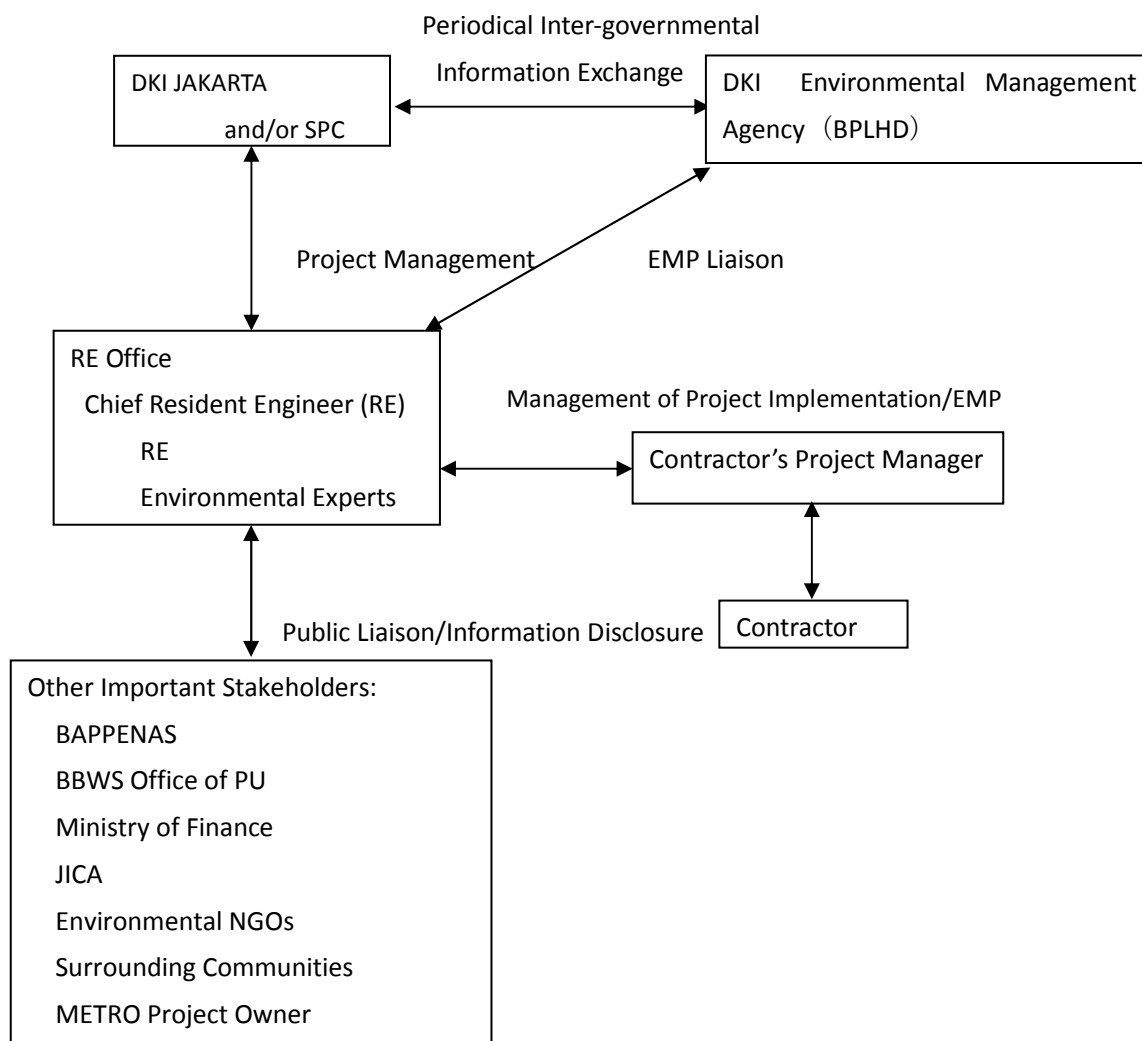 Periodical Inter-governmental
Information Exchange
DKI JAKARTA
and/or SPC
DKI Environmental Management
Agency （BPLHD）
Project Management
EMP Liaison
RE Office
Chief Resident Engineer (RE)
RE
Environmental Experts
Management of Project Implementation/EMP
Contractor’s Project Manager
Contractor
Public Liaison/Information Disclosure
Other Important Stakeholders:
BAPPENAS
BBWS Office of PU
Ministry of Finance
JICA
Environmental NGOs
Surrounding Communities
METRO Project Owner